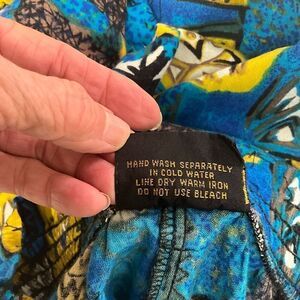 HAND WASH SEPARATELY
IN COLD WATER
LINE DRY WARM IRON
DO NOT USE BLEACH